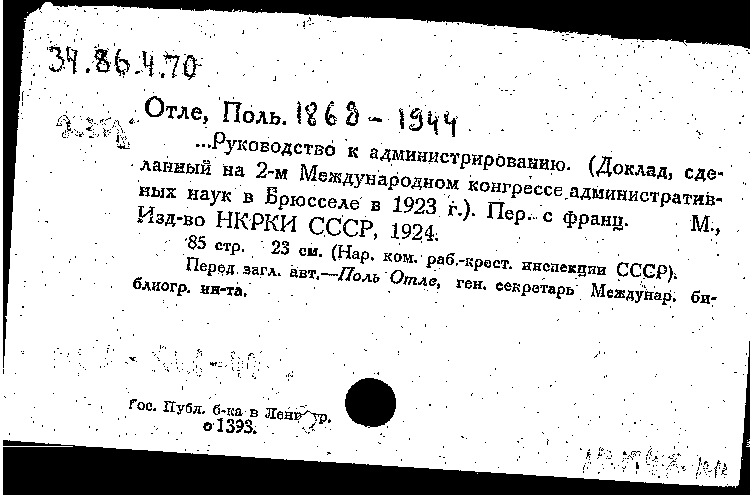 34.86.4.70
Отле, Поль. 1868 - 1944
...Руководство к администрированию. (Доклад, сде-
ланный на 2-м Международном конгрессе административ-
ных наук в Брюсселе в 1923 г.). Пер. с франц. М.,
Изд-во НКРКИ СССР, 1924.
85 стр. 23 см. (Нар. ком. раб.-крест. инспекции СССР).
Перед загл. авт.—Поль Отле, ген. секретарь Междунар. би-
блиогр. ин-та.
Гос. Публ. б-ка в Ленингр.
о 1393.